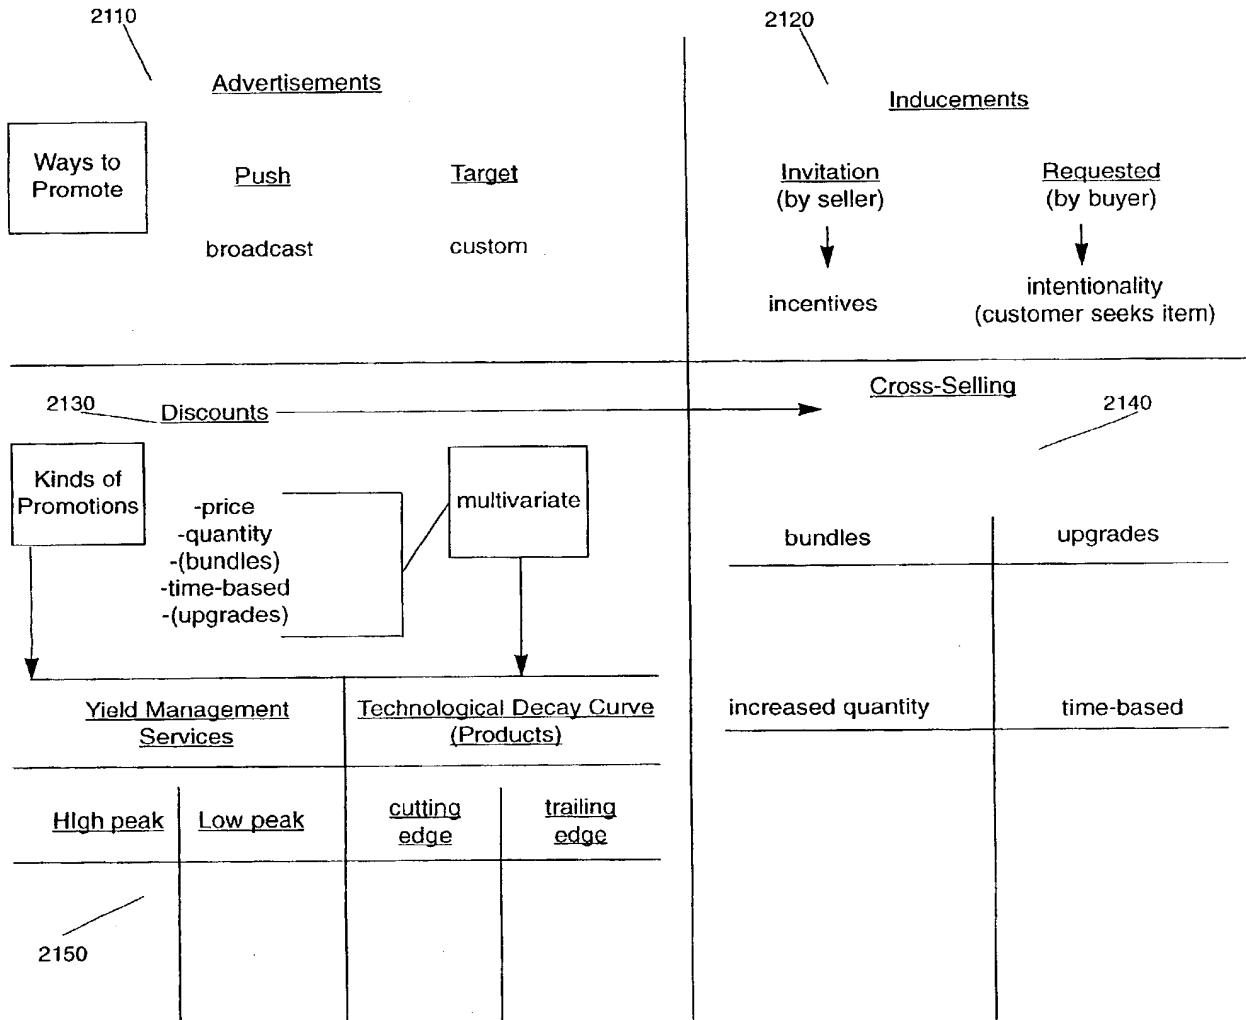 2110
2120
Advertisements
Inducements
Ways to
Promote
Push
Target
broadcast
custom
Invitation
(by seller)
Requested
(by buyer)
incentives
intentionality
(customer seeks item)
2130
Discounts
Cross-Selling
2140
Kinds of
Promotions
-price
-quantity
-(bundles)
-time-based
-(upgrades)
multivariate
bundles
upgrades
increased quantity
time-based
Yield Management
Services
Technological Decay Curve
(Products)
HIgh peak
Low peak
cutting
edge
trailing
edge
2150